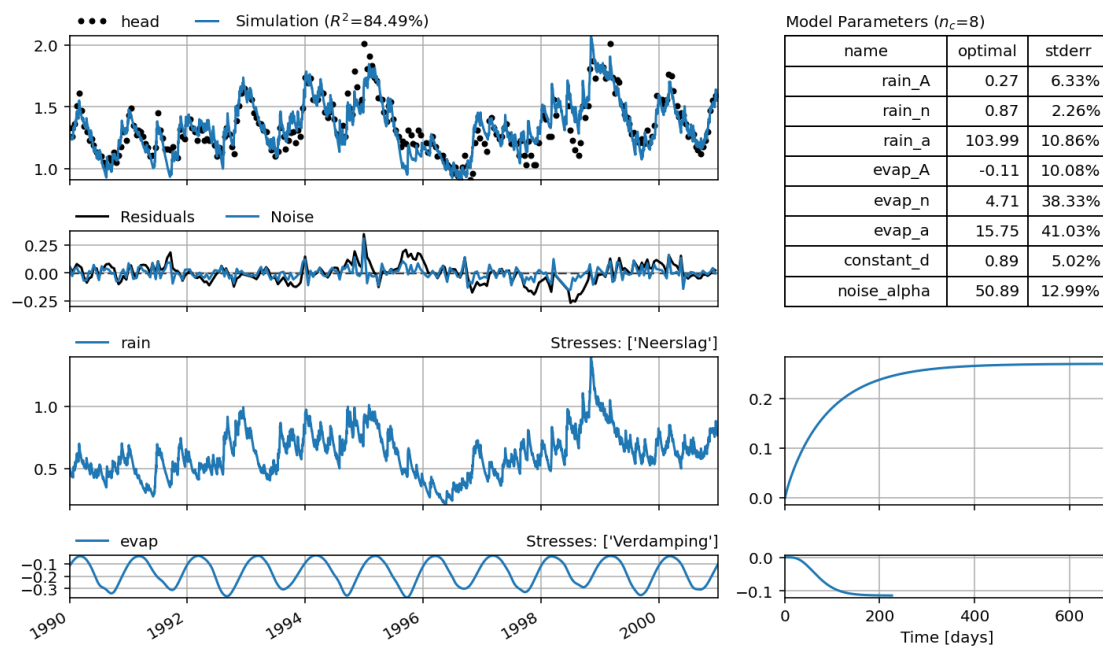 head Simulation (R²=84.49%)
2.0
1.5
1.0
Residuals Noise
0.25
0.00
−0.25
rain Stresses: ['Neerslag']
1.0
0.5
evap Stresses: ['Verdamping']
−0.1
−0.2
−0.3
1990 1992 1994 1996 1998 2000
Model Parameters (n_c=8)
name optimal stderr
rain_A 0.27 6.33%
rain_n 0.87 2.26%
rain_a 103.99 10.86%
evap_A -0.11 10.08%
evap_n 4.71 38.33%
evap_a 15.75 41.03%
constant_d 0.89 5.02%
noise_alpha 50.89 12.99%
0.2
0.1
0.0
0.0
−0.1
0 200 400 600
Time [days]